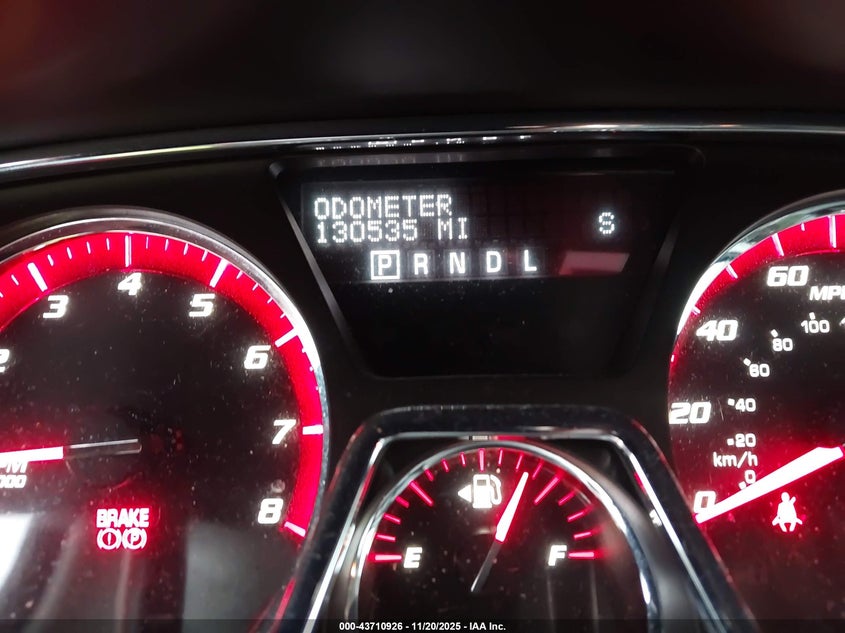 ODOMETER
130535 MI S
P R N D L
2 3 4 5 6 7 8
BRAKE
E F
0 20 40 60
MPH
0 20 40 60 80 100
km/h
000-43710926 - 11/20/2025 - IAA Inc.